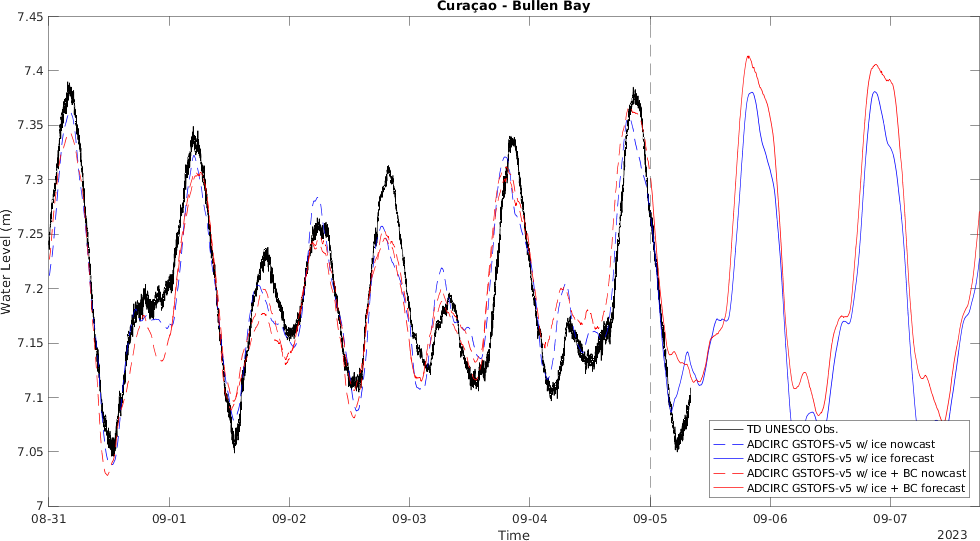 Curaçao - Bullen Bay
Water Level (m)
7.45
7.4
7.35
7.3
7.25
7.2
7.15
7.1
7.05
7
08-31 09-01 09-02 09-03 09-04 09-05 09-06 09-07
Time
2023
TD UNESCO Obs.
ADCIRC GSTOFS-v5 w/ ice nowcast
ADCIRC GSTOFS-v5 w/ ice forecast
ADCIRC GSTOFS-v5 w/ ice + BC nowcast
ADCIRC GSTOFS-v5 w/ ice + BC forecast